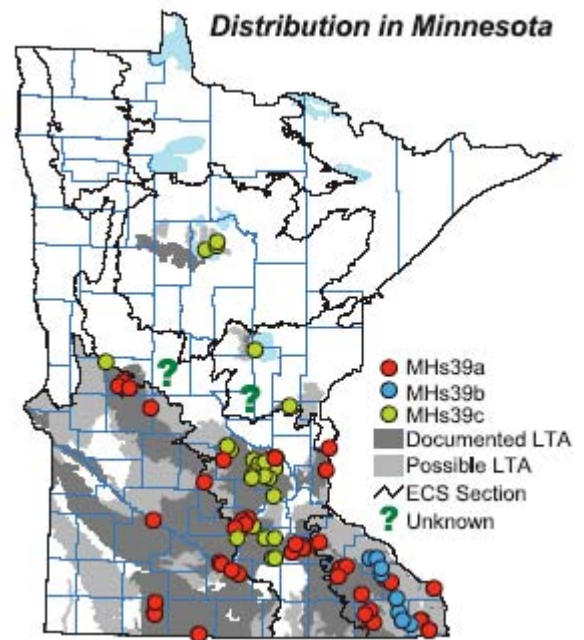 Distribution in Minnesota
?
?
MHs39a
MHs39b
MHs39c
Documented LTA
Possible LTA
ECS Section
? Unknown